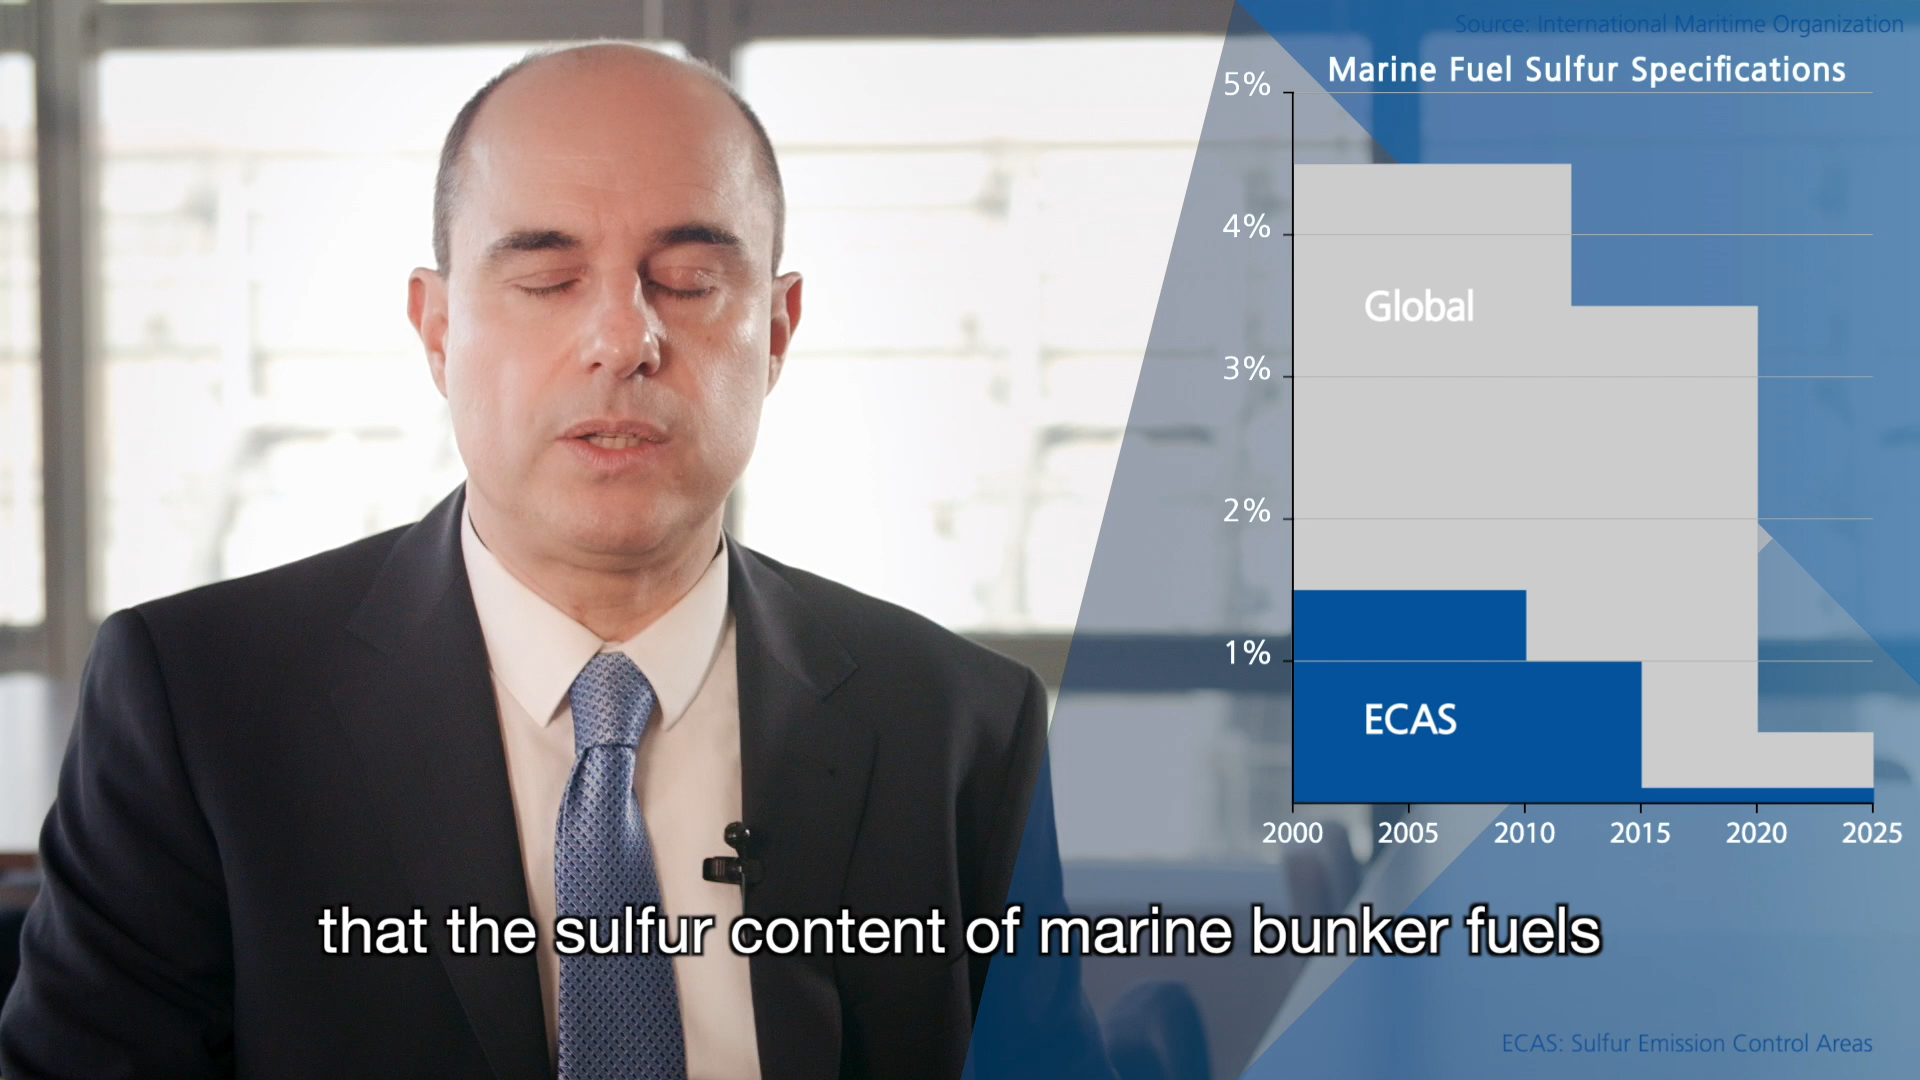 Source: International Maritime Organization
Marine Fuel Sulfur Specifications
5%
4%
Global
3%
2%
1%
ECAS
2000 2005 2010 2015 2020 2025
that the sulfur content of marine bunker fuels
ECAS: Sulfur Emission Control Areas